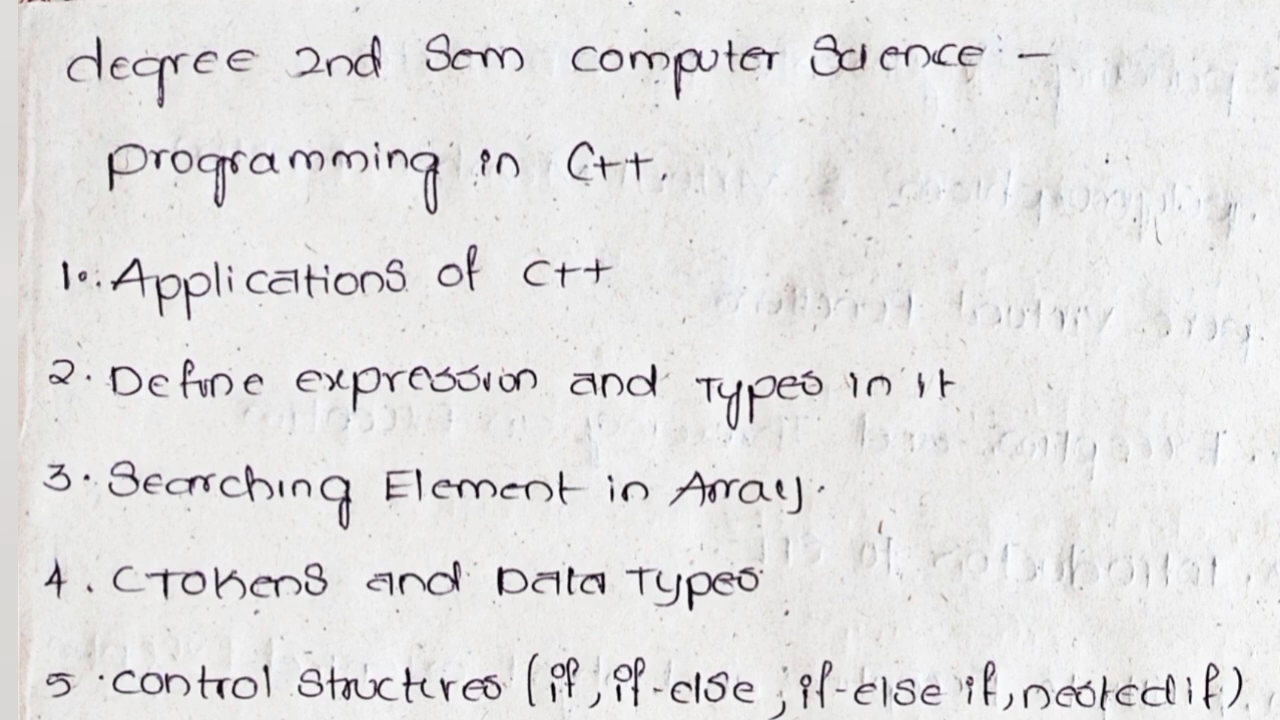 degree 2nd Sem computer Science :-
programming in C++.
1. Applications of C++
2. Define expression and Types in it
3. Searching Element in Array.
4. CTokens and Data Types
5. control structures (if, if-else, if-else if, nested if)